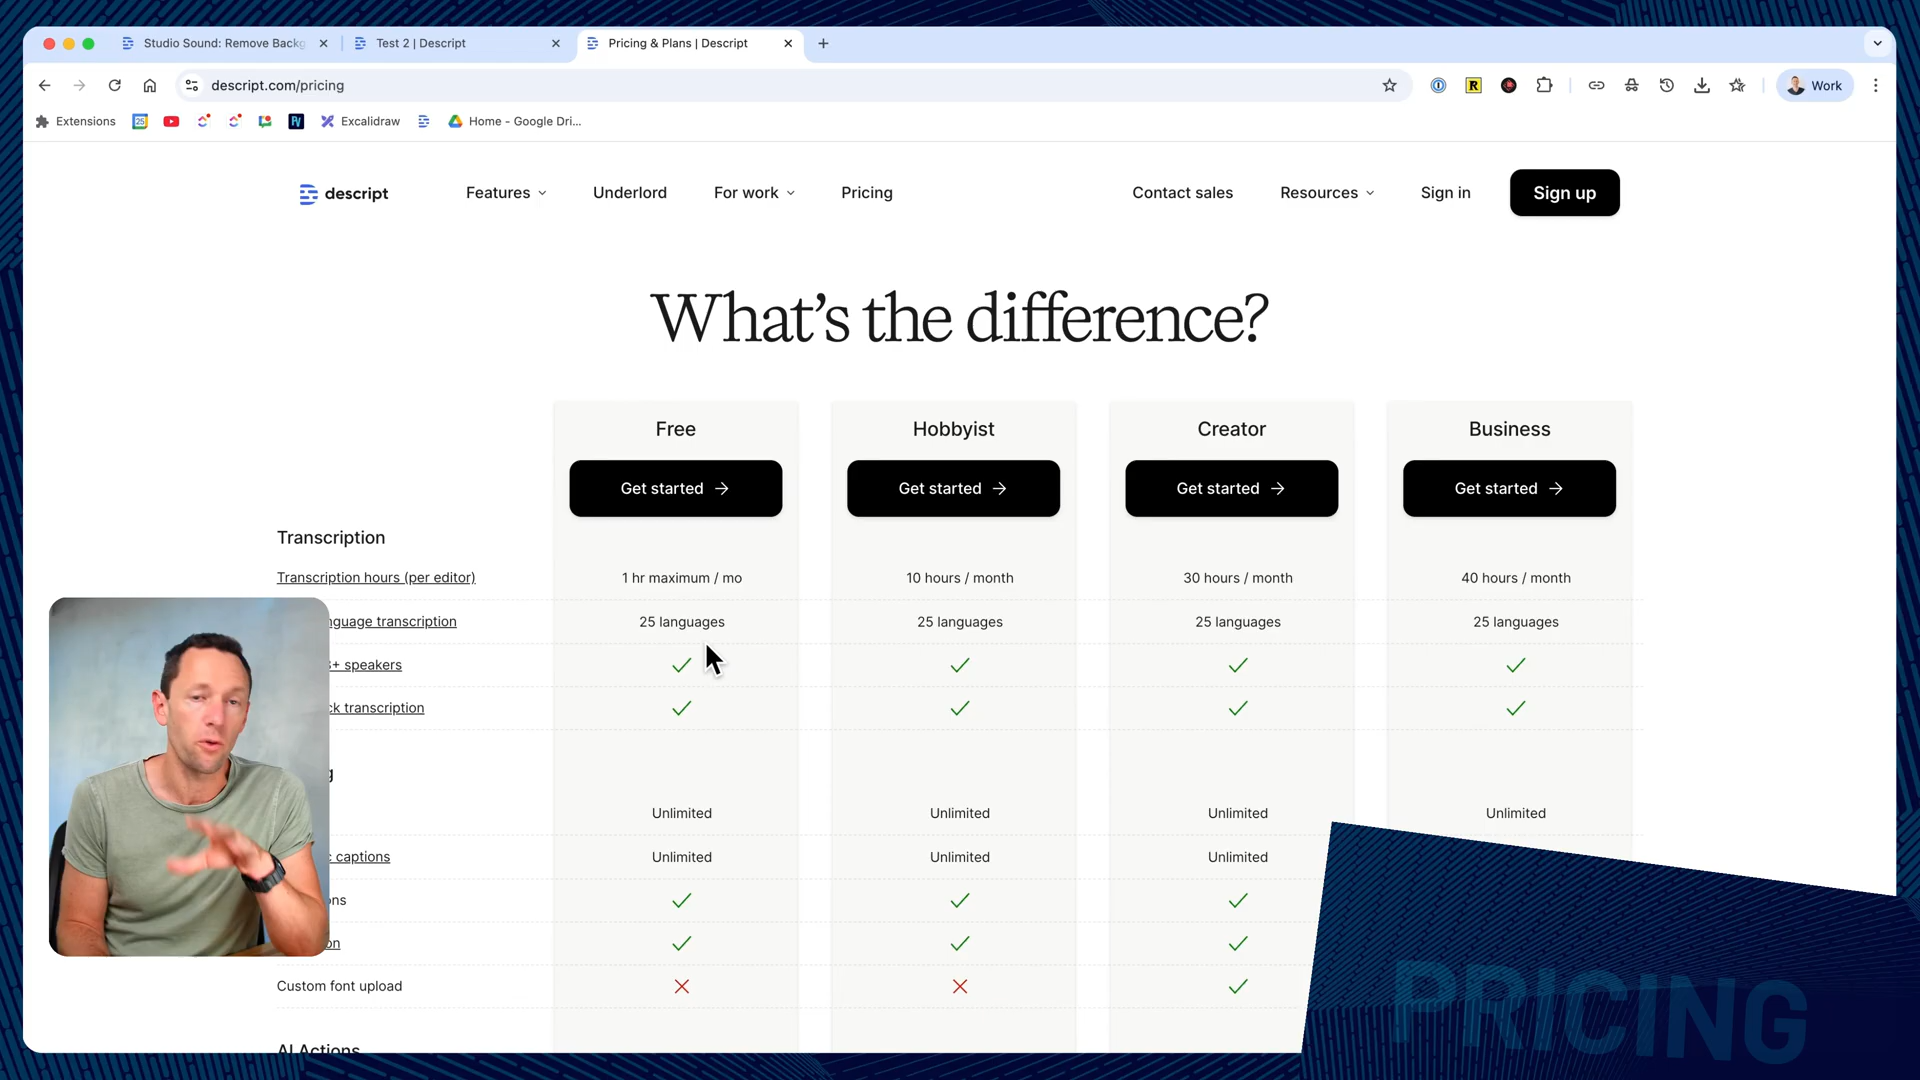 Studio Sound: Remove Backg
Test 2 | Descript
Pricing & Plans | Descript
descript.com/pricing
Work
Extensions
Excalidraw
Home - Google Dri...
descript
Features
Underlord
For work
Pricing
Contact sales
Resources
Sign in
Sign up
What's the difference?
Free Hobbyist Creator Business
Get started → Get started → Get started → Get started →
Transcription
Transcription hours (per editor) 1 hr maximum / mo 10 hours / month 30 hours / month 40 hours / month
nguage transcription 25 languages 25 languages 25 languages 25 languages
3+ speakers
ck transcription
g
Unlimited Unlimited Unlimited Unlimited
c captions Unlimited Unlimited Unlimited
ons
on
Custom font upload
AI Actions
PRICING